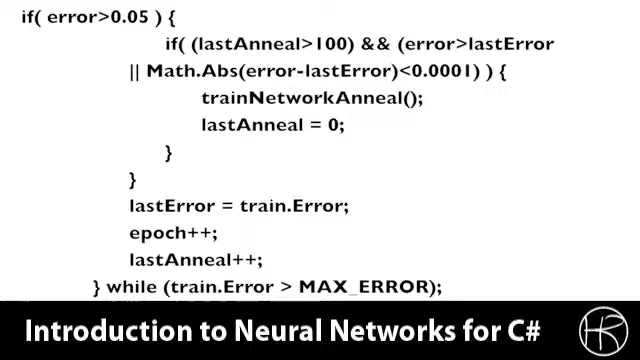 if( error>0.05 ) {
if( (lastAnneal>100) && (error>lastError
|| Math.Abs(error-lastError)<0.0001) ) {
trainNetworkAnneal();
lastAnneal = 0;
}
}
lastError = train.Error;
epoch++;
lastAnneal++;
} while (train.Error > MAX_ERROR);
Introduction to Neural Networks for C#